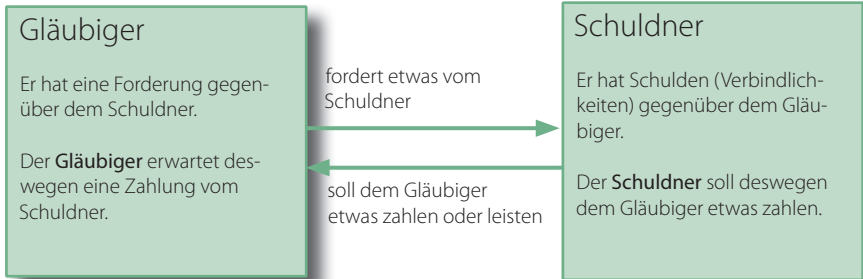 Gläubiger
Er hat eine Forderung gegen-
über dem Schuldner.
Der Gläubiger erwartet des-
wegen eine Zahlung vom
Schuldner.
fordert etwas vom
Schuldner
soll dem Gläubiger
etwas zahlen oder leisten
Schuldner
Er hat Schulden (Verbindlich-
keiten) gegenüber dem Gläu-
biger.
Der Schuldner soll deswegen
dem Gläubiger etwas zahlen.